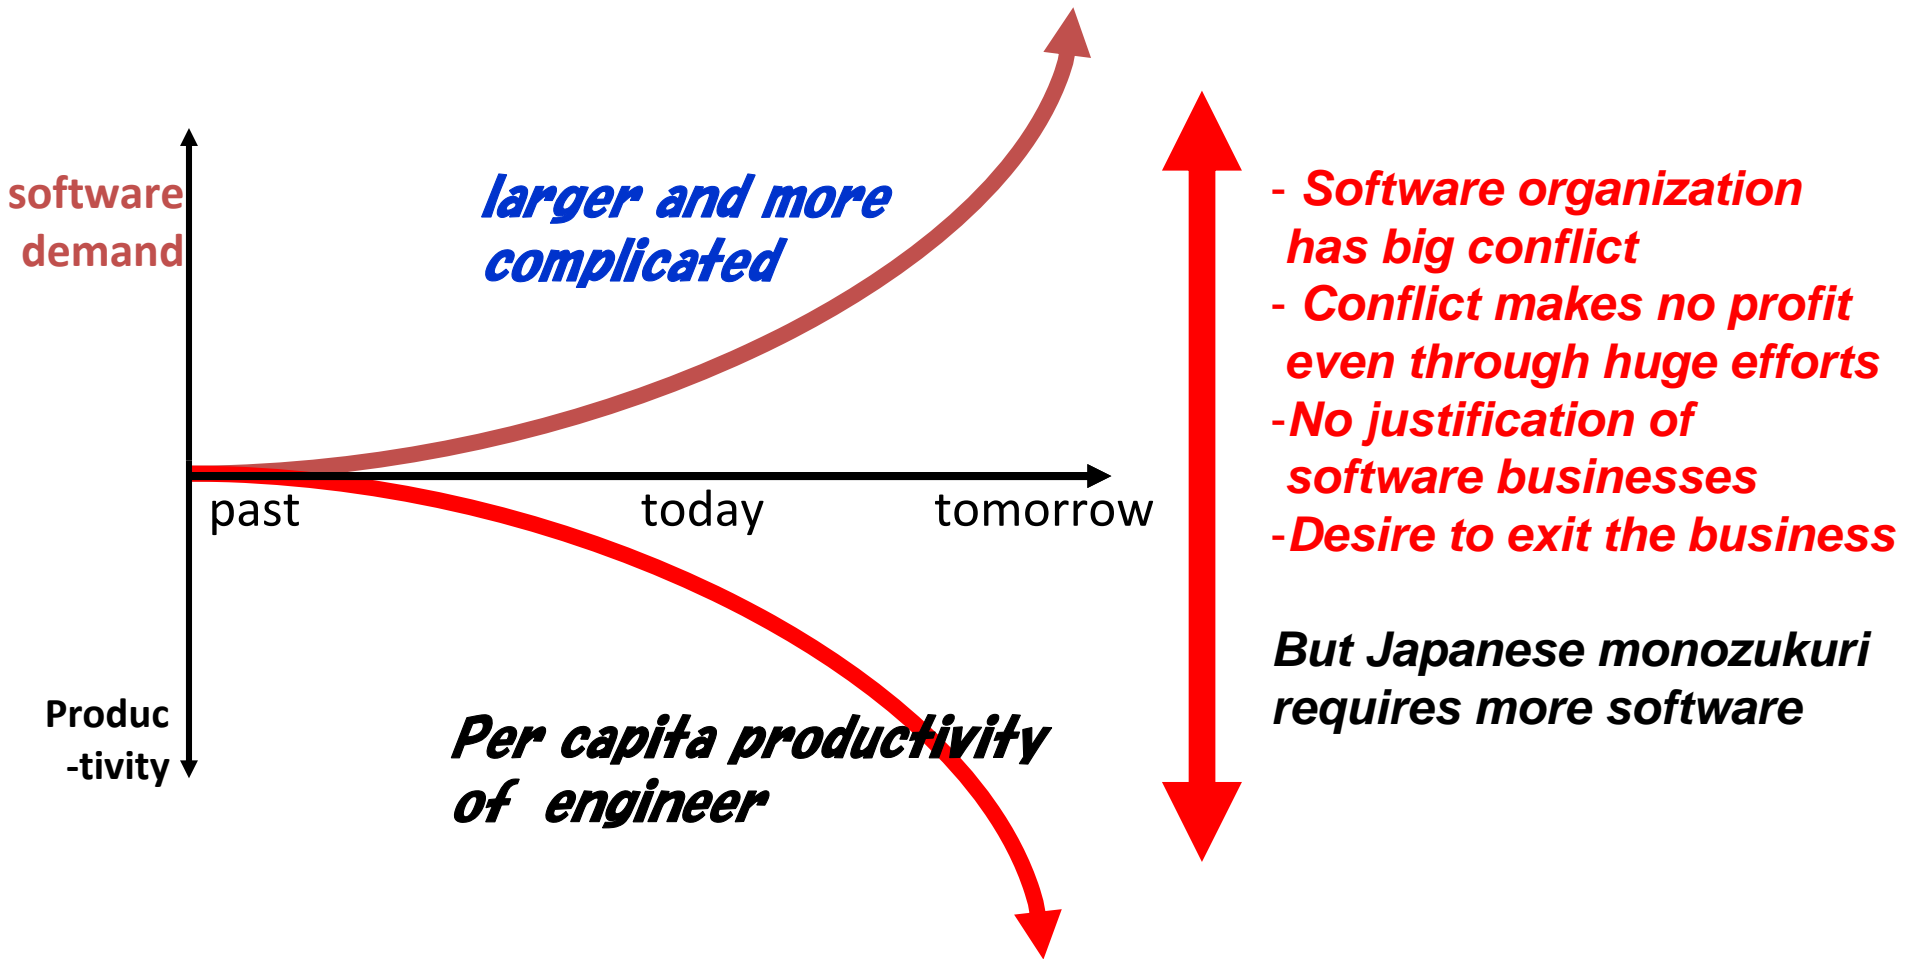 software
demand
larger and more
complicated
past
today
tomorrow
Produc
-tivity
Per capita productivity
of engineer
- Software organization
has big conflict
- Conflict makes no profit
even through huge efforts
-No justification of
software businesses
-Desire to exit the business
But Japanese monozukuri
requires more software